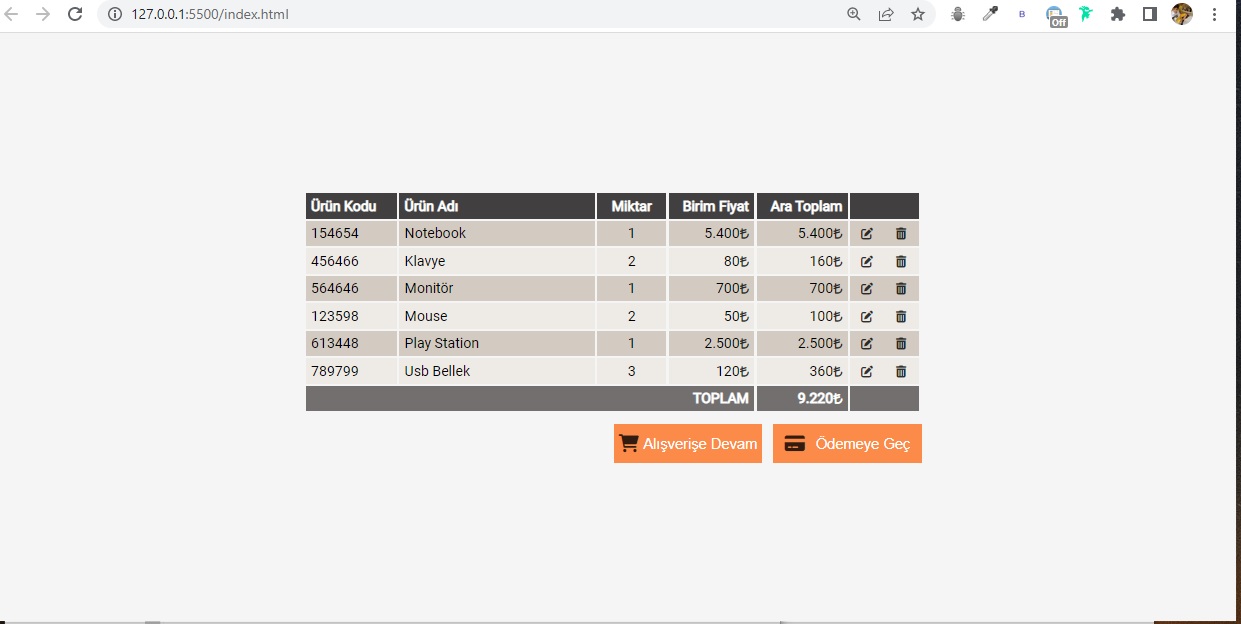 127.0.0.1:5500/index.html
B
Off
Ürün Kodu Ürün Adı Miktar Birim Fiyat Ara Toplam
154654 Notebook 1 5.400₺ 5.400₺
456466 Klavye 2 80₺ 160₺
564646 Monitör 1 700₺ 700₺
123598 Mouse 2 50₺ 100₺
613448 Play Station 1 2.500₺ 2.500₺
789799 Usb Bellek 3 120₺ 360₺
TOPLAM 9.220₺
Alışverişe Devam Ödemeye Geç